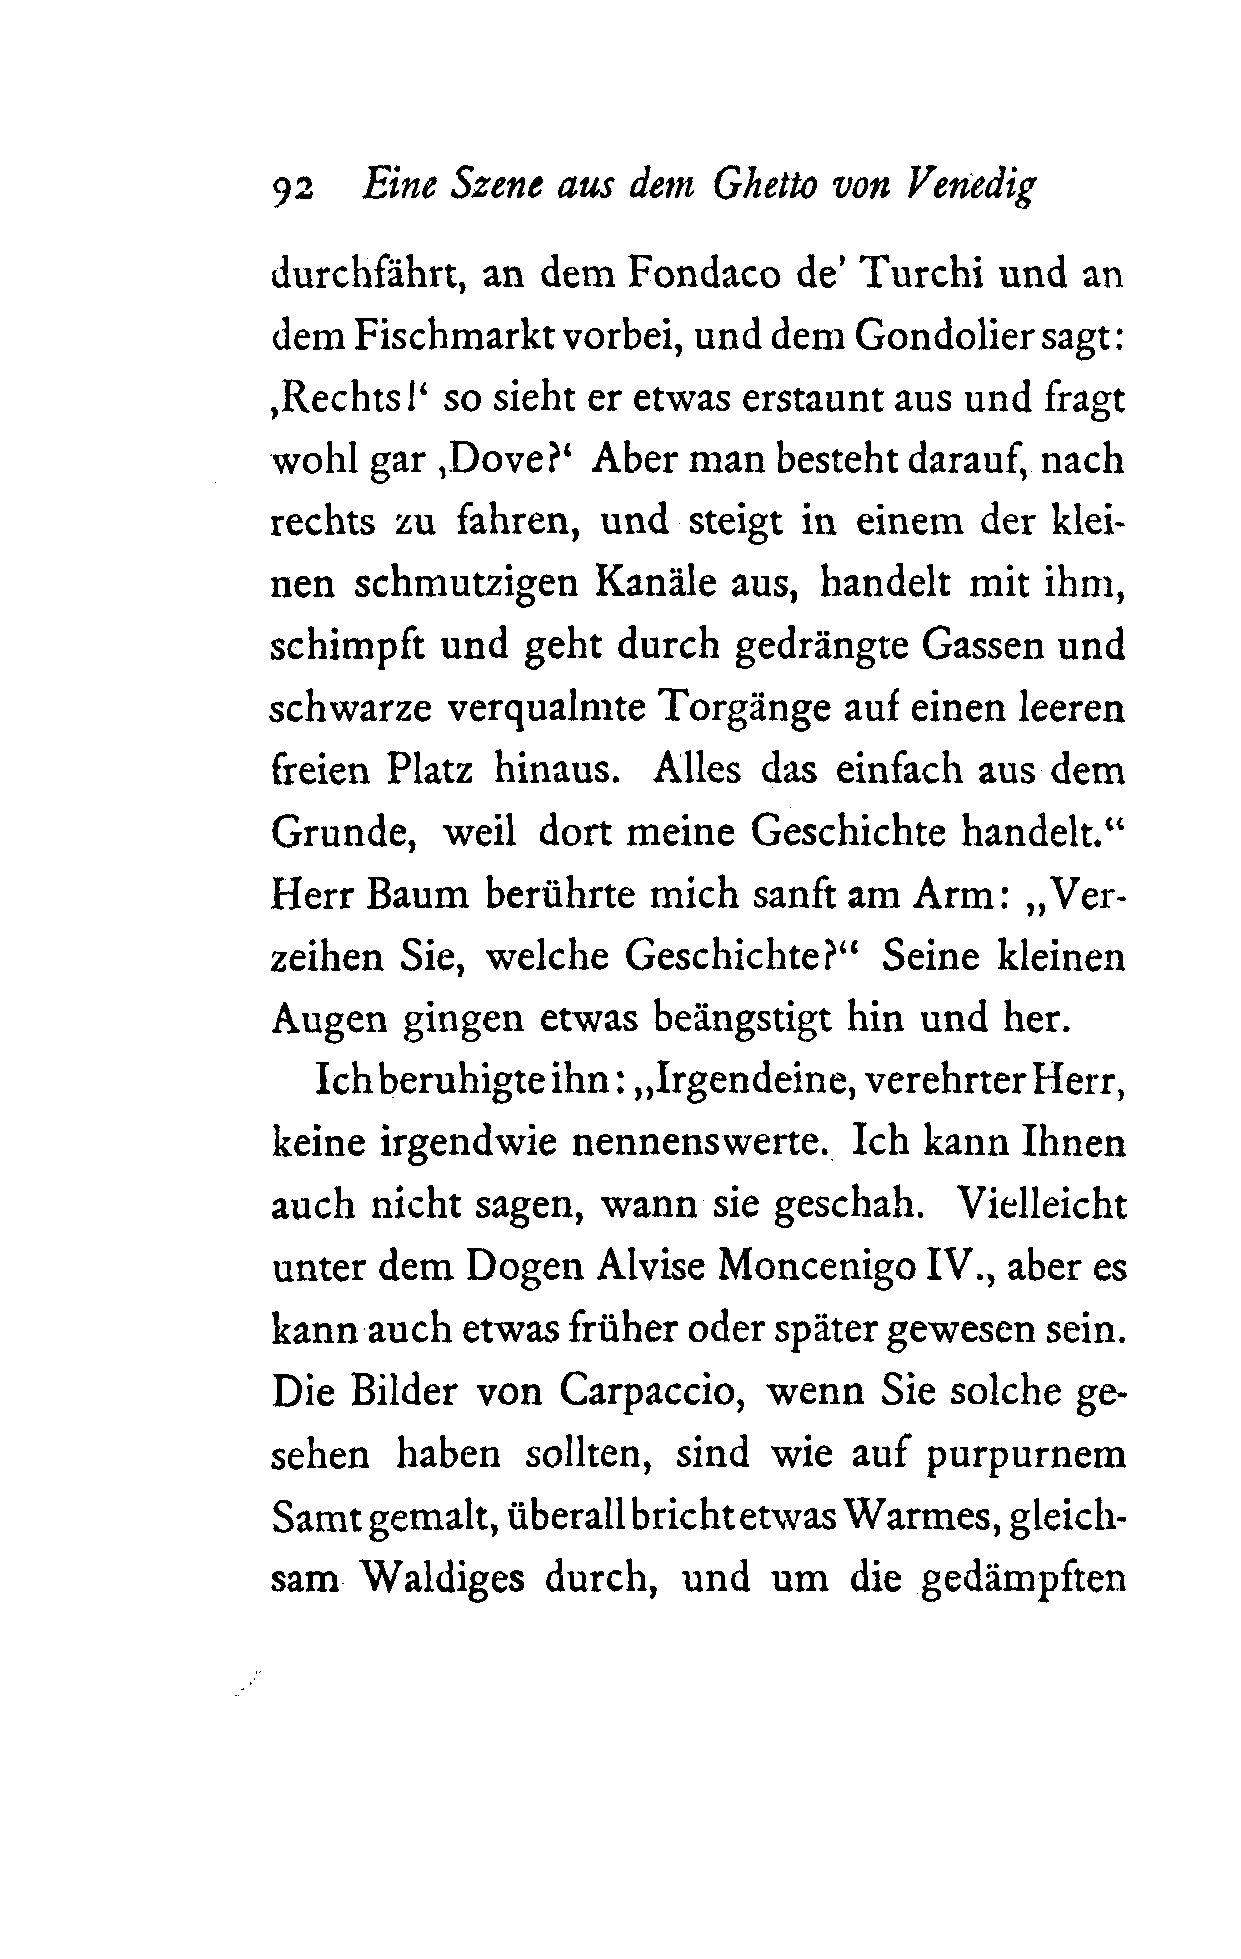 92 Eine Szene aus dem Ghetto von Venedig
durchfährt, an dem Fondaco de' Turchi und an
dem Fischmarkt vorbei, und dem Gondolier sagt:
‚Rechts!‘ so sieht er etwas erstaunt aus und fragt
wohl gar ‚Dove?‘ Aber man besteht darauf, nach
rechts zu fahren, und steigt in einem der klei-
nen schmutzigen Kanäle aus, handelt mit ihm,
schimpft und geht durch gedrängte Gassen und
schwarze verqualmte Torgänge auf einen leeren
freien Platz hinaus. Alles das einfach aus dem
Grunde, weil dort meine Geschichte handelt.“
Herr Baum berührte mich sanft am Arm: „Ver-
zeihen Sie, welche Geschichte?“ Seine kleinen
Augen gingen etwas beängstigt hin und her.
Ich beruhigte ihn: „Irgendeine, verehrter Herr,
keine irgendwie nennenswerte. Ich kann Ihnen
auch nicht sagen, wann sie geschah. Vielleicht
unter dem Dogen Alvise Moncenigo IV., aber es
kann auch etwas früher oder später gewesen sein.
Die Bilder von Carpaccio, wenn Sie solche ge-
sehen haben sollten, sind wie auf purpurnem
Samt gemalt, überall bricht etwas Warmes, gleich-
sam Waldiges durch, und um die gedämpften